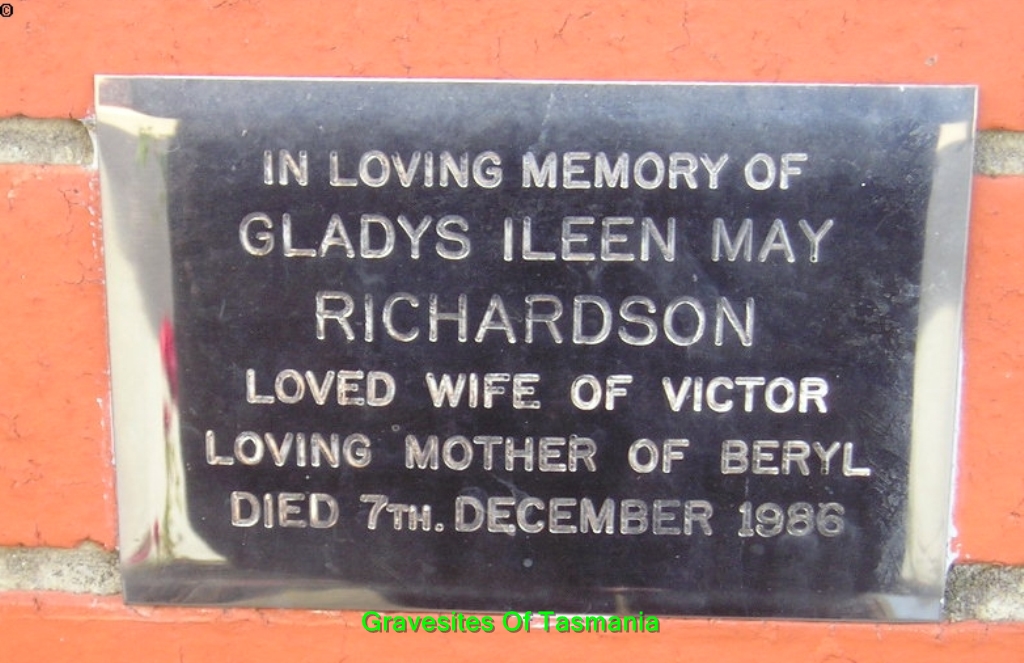 ©
IN LOVING MEMORY OF
GLADYS ILEEN MAY
RICHARDSON
LOVED WIFE OF VICTOR
LOVING MOTHER OF BERYL
DIED 7TH. DECEMBER 1986
Gravesites Of Tasmania